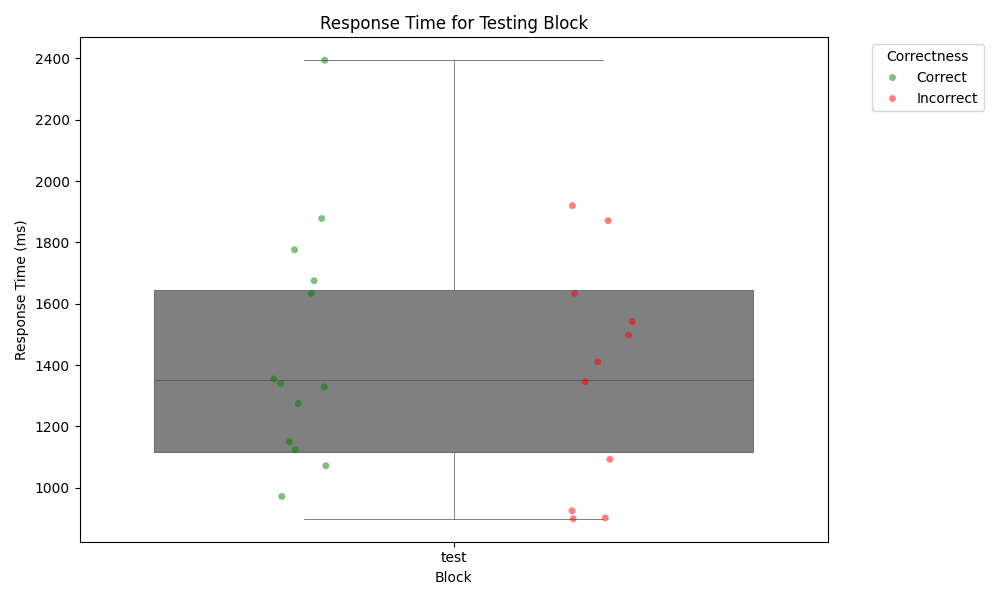 Response Time for Testing Block
Response Time (ms)
2400
2200
2000
1800
1600
1400
1200
1000
test
Block
Correctness
Correct
Incorrect